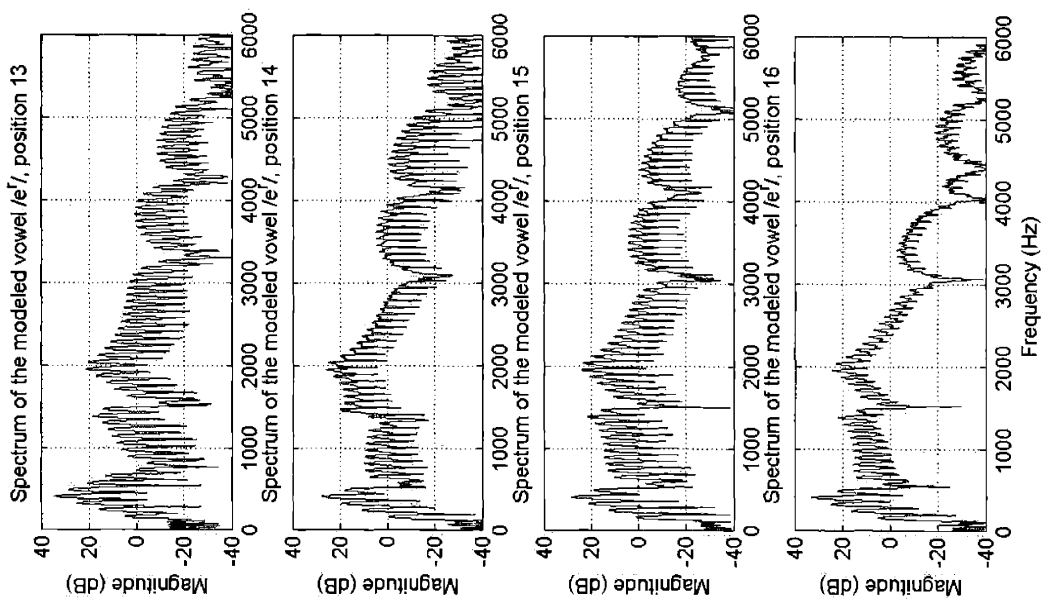 Spectrum of the modeled vowel /eʳ/, position 13
Magnitude (dB)
40
20
0
-20
-40
0 1000 2000 3000 4000 5000 6000
Spectrum of the modeled vowel /eʳ/, position 14
Magnitude (dB)
40
20
0
-20
-40
0 1000 2000 3000 4000 5000 6000
Spectrum of the modeled vowel /eʳ/, position 15
Magnitude (dB)
40
20
0
-20
-40
0 1000 2000 3000 4000 5000 6000
Spectrum of the modeled vowel /eʳ/, position 16
Magnitude (dB)
40
20
0
-20
-40
0 1000 2000 3000 4000 5000 6000
Frequency (Hz)